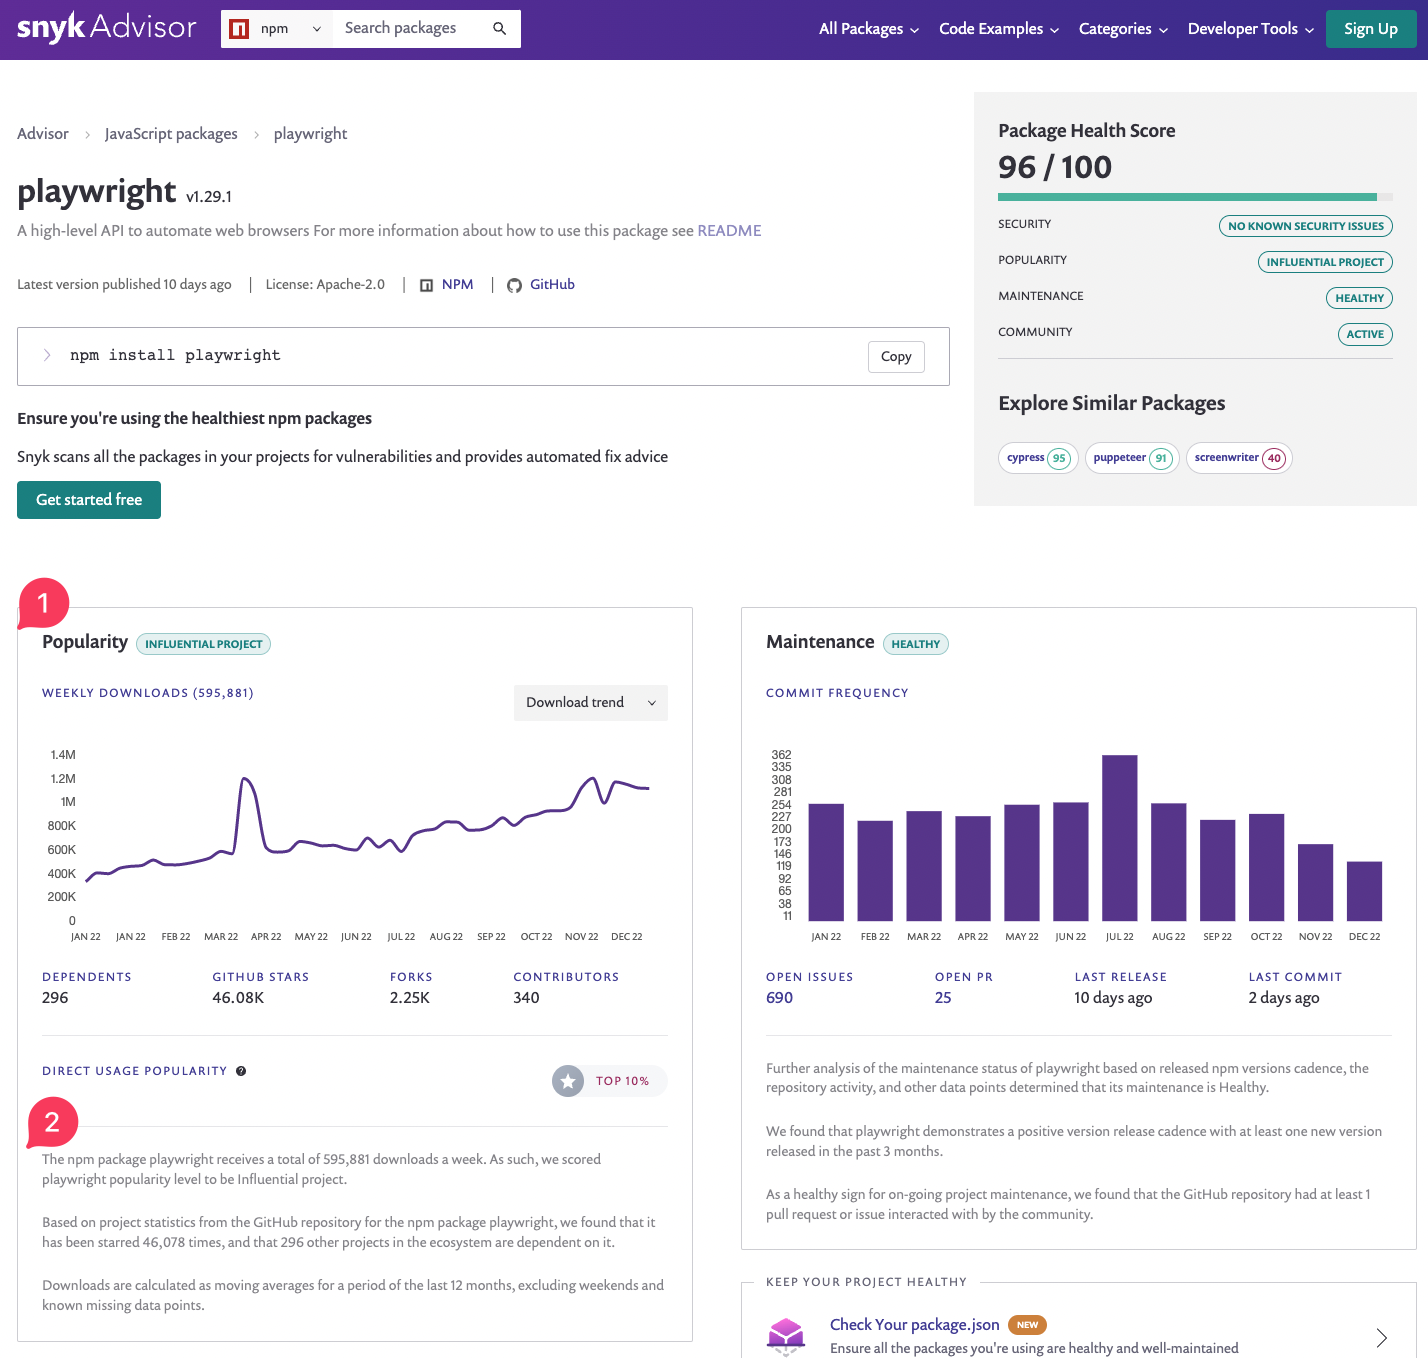 snyk Advisor
npm
Search packages
All Packages
Code Examples
Categories
Developer Tools
Sign Up
Advisor > JavaScript packages > playwright
playwright v1.29.1
A high-level API to automate web browsers For more information about how to use this package see README
Latest version published 10 days ago | License: Apache-2.0 | NPM | GitHub
> npm install playwright
Copy
Ensure you're using the healthiest npm packages
Snyk scans all the packages in your projects for vulnerabilities and provides automated fix advice
Get started free
Package Health Score
96 / 100
SECURITY NO KNOWN SECURITY ISSUES
POPULARITY INFLUENTIAL PROJECT
MAINTENANCE HEALTHY
COMMUNITY ACTIVE
Explore Similar Packages
cypress 95 puppeteer 91 screenwriter 40
1
Popularity INFLUENTIAL PROJECT
WEEKLY DOWNLOADS (595,881)
Download trend
1.4M
1.2M
1M
800K
600K
400K
200K
0
JAN 22 JAN 22 FEB 22 MAR 22 APR 22 MAY 22 JUN 22 JUL 22 AUG 22 SEP 22 OCT 22 NOV 22 DEC 22
DEPENDENTS GITHUB STARS FORKS CONTRIBUTORS
296 46.08K 2.25K 340
DIRECT USAGE POPULARITY ?
TOP 10%
2
The npm package playwright receives a total of 595,881 downloads a week. As such, we scored
playwright popularity level to be Influential project.
Based on project statistics from the GitHub repository for the npm package playwright, we found that it
has been starred 46,078 times, and that 296 other projects in the ecosystem are dependent on it.
Downloads are calculated as moving averages for a period of the last 12 months, excluding weekends and
known missing data points.
Maintenance HEALTHY
COMMIT FREQUENCY
362
335
308
281
254
227
200
173
146
119
92
65
38
11
JAN 22 FEB 22 MAR 22 APR 22 MAY 22 JUN 22 JUL 22 AUG 22 SEP 22 OCT 22 NOV 22 DEC 22
OPEN ISSUES OPEN PR LAST RELEASE LAST COMMIT
690 25 10 days ago 2 days ago
Further analysis of the maintenance status of playwright based on released npm versions cadence, the
repository activity, and other data points determined that its maintenance is Healthy.
We found that playwright demonstrates a positive version release cadence with at least one new version
released in the past 3 months.
As a healthy sign for on-going project maintenance, we found that the GitHub repository had at least 1
pull request or issue interacted with by the community.
KEEP YOUR PROJECT HEALTHY
Check Your package.json NEW
Ensure all the packages you're using are healthy and well-maintained